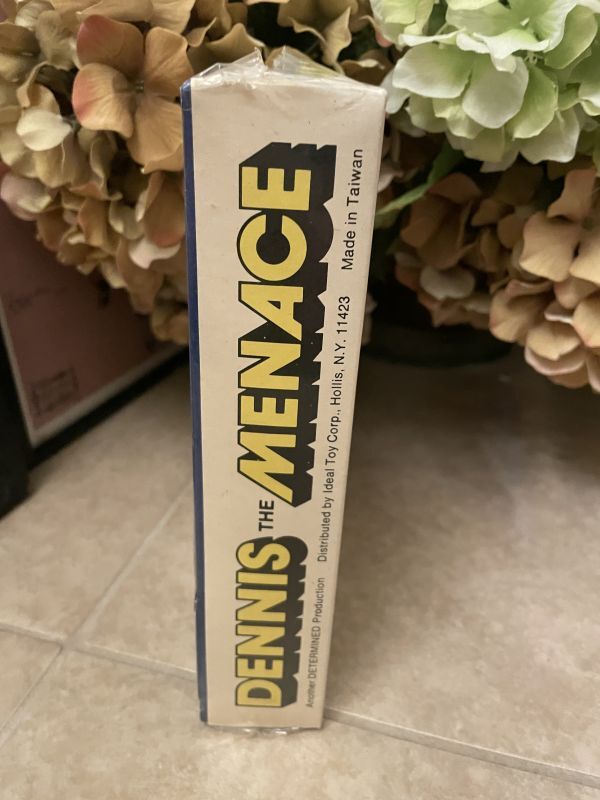 DENNIS THE MENACE
Another DETERMINED Production Distributed by Ideal Toy Corp., Hollis, N.Y. 11423 Made in Taiwan